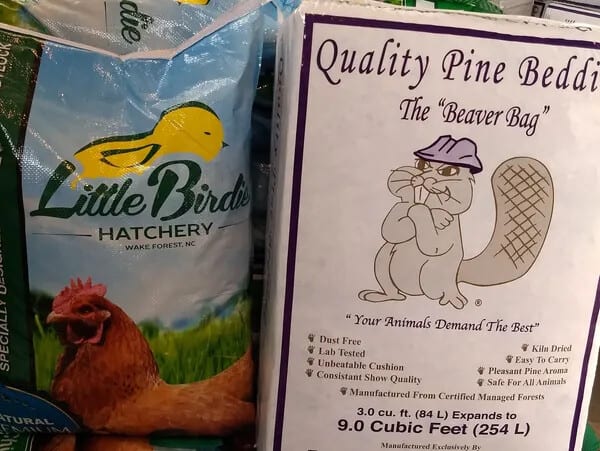 die
Little Birdie
HATCHERY
WAKE FOREST, NC
SPECIALLY
Quality Pine Beddi
The "Beaver Bag"
®
"Your Animals Demand The Best"
Dust Free
Lab Tested
Unbeatable Cushion
Consistant Show Quality
Kiln Dried
Easy To Carry
Pleasant Pine Aroma
Safe For All Animals
Manufactured From Certified Managed Forests
3.0 cu. ft. (84 L) Expands to
9.0 Cubic Feet (254 L)
Manufactured Exclusively By